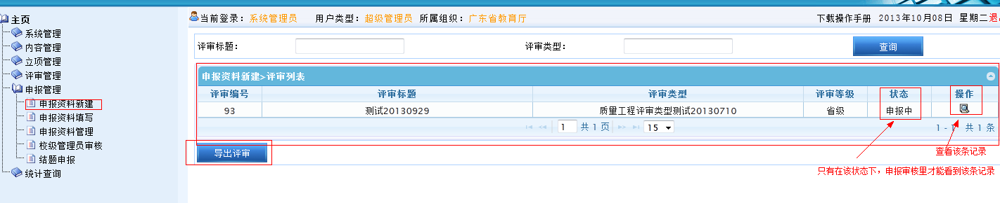 当前登录：系统管理员 用户类型：超级管理员 所属组织：广东省教育厅 下载操作手册 2013年10月08日 星期二退
主页
系统管理
内容管理
立项管理
评审管理
申报管理
申报资料新建
申报资料填写
申报资料管理
校级管理员审核
结题申报
统计查询
评审标题： 评审类型： 查询
申报资料新建>评审列表
评审编号 评审标题 评审类型 评审等级 状态 操作
93 测试20130929 质量工程评审类型测试20130710 省级 申报中
1 共 1 页 15 1 - 1 共 1 条
导出评审
查看该条记录
只有在该状态下，申报审核里才能看到该条记录